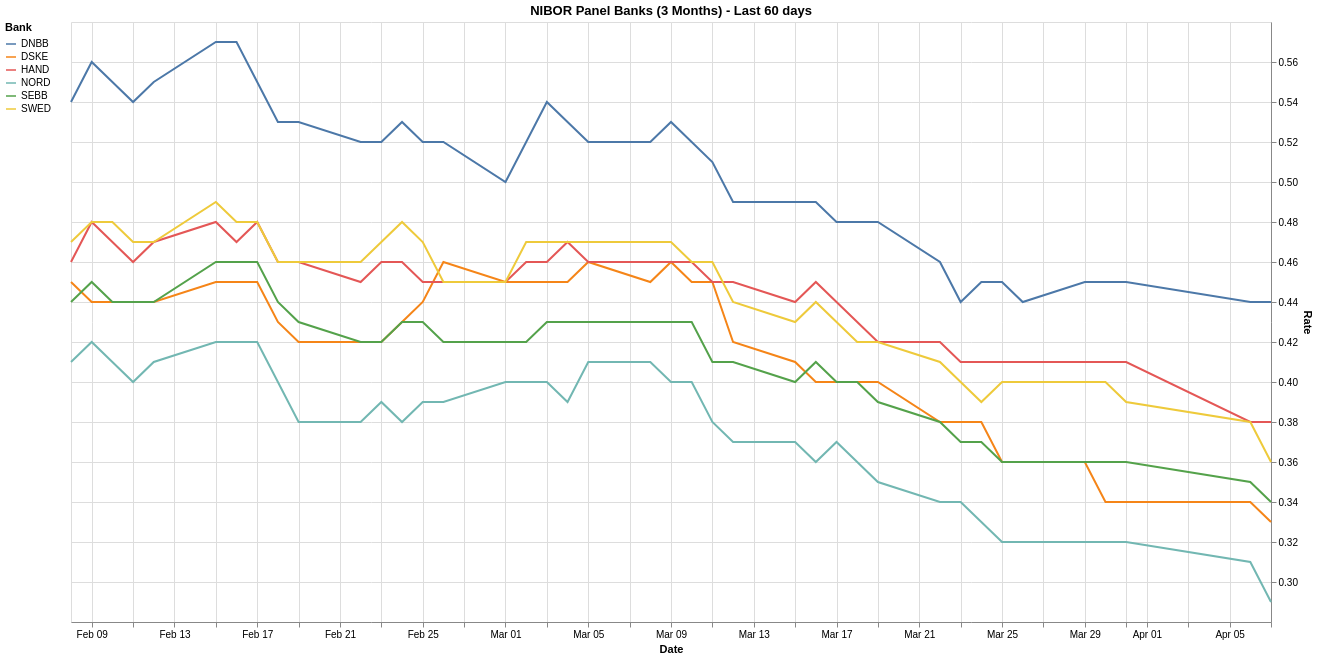 NIBOR Panel Banks (3 Months) - Last 60 days
Bank
DNBB
DSKE
HAND
NORD
SEBB
SWED
0.56
0.54
0.52
0.50
0.48
0.46
0.44
0.42
0.40
0.38
0.36
0.34
0.32
0.30
Rate
Feb 09 Feb 13 Feb 17 Feb 21 Feb 25 Mar 01 Mar 05 Mar 09 Mar 13 Mar 17 Mar 21 Mar 25 Mar 29 Apr 01 Apr 05
Date